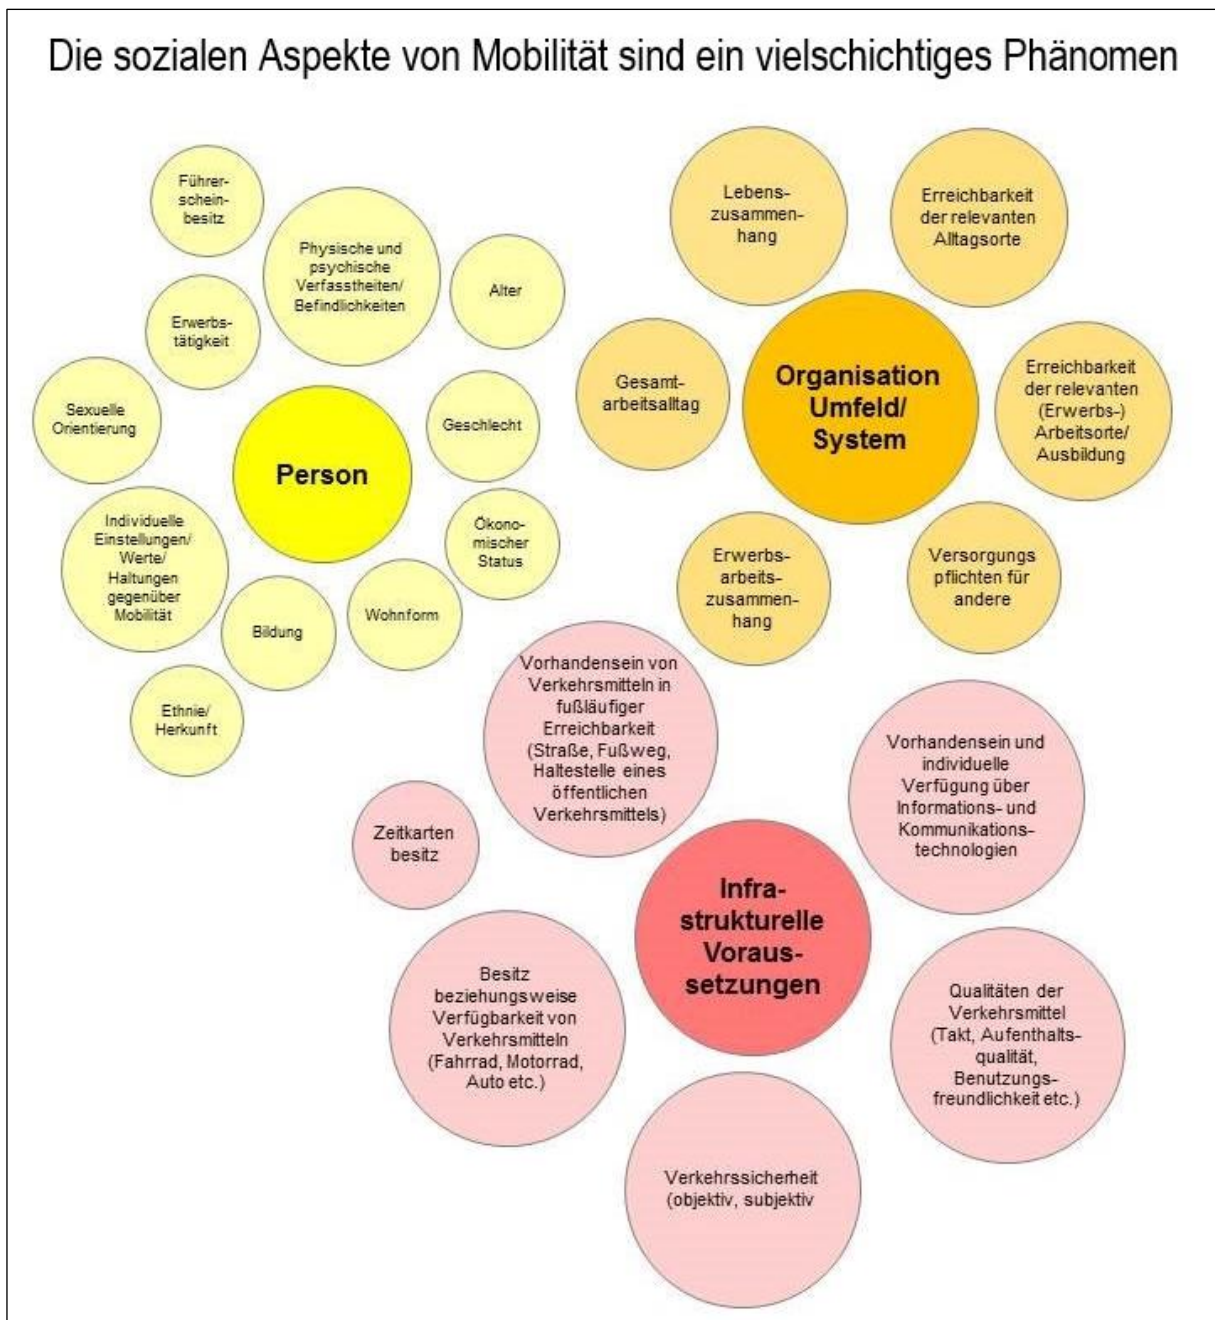 Die sozialen Aspekte von Mobilität sind ein vielschichtiges Phänomen
Führer-
schein-
besitz
Physische und
psychische
Verfasstheiten/
Befindlichkeiten
Alter
Erwerbs-
tätigkeit
Sexuelle
Orientierung
Person
Geschlecht
Individuelle
Einstellungen/
Werte/
Haltungen
gegenüber
Mobilität
Ökono-
mischer
Status
Bildung
Wohnform
Ethnie/
Herkunft
Lebens-
zusammen-
hang
Erreichbarkeit
der relevanten
Alltagsorte
Gesamt-
arbeitsalltag
Organisation
Umfeld/
System
Erreichbarkeit
der relevanten
(Erwerbs-)
Arbeitsorte/
Ausbildung
Erwerbs-
arbeits-
zusammen-
hang
Versorgungs
pflichten für
andere
Vorhandensein von
Verkehrsmitteln in
fußläufiger
Erreichbarkeit
(Straße, Fußweg,
Haltestelle eines
öffentlichen
Verkehrsmittels)
Vorhandensein und
individuelle
Verfügung über
Informations- und
Kommunikations-
technologien
Zeitkarten
besitz
Infra-
strukturelle
Voraus-
setzungen
Besitz
beziehungsweise
Verfügbarkeit von
Verkehrsmitteln
(Fahrrad, Motorrad,
Auto etc.)
Qualitäten der
Verkehrsmittel
(Takt, Aufenthalts-
qualität,
Benutzungs-
freundlichkeit etc.)
Verkehrssicherheit
(objektiv, subjektiv